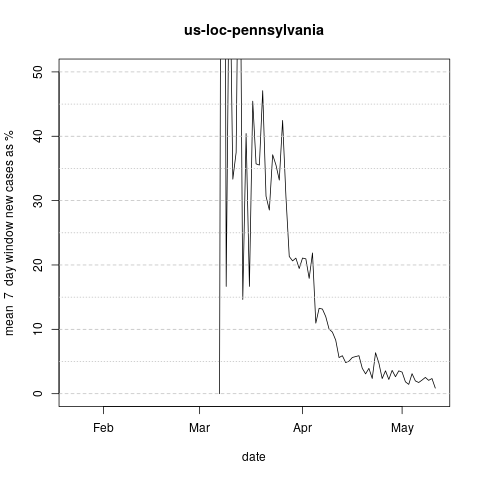 us-loc-pennsylvania
mean  7  day window new cases as %
50
40
30
20
10
0
Feb
Mar
Apr
May
date